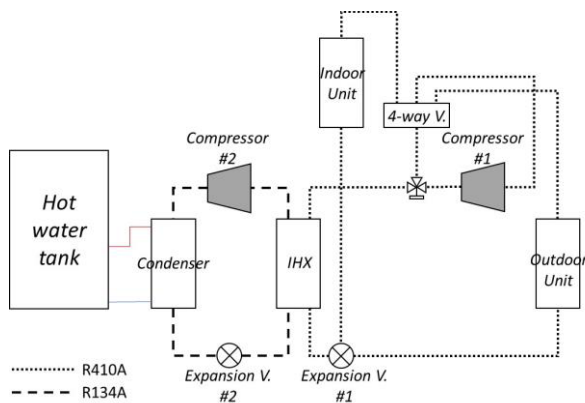 Indoor
Unit
4-way V.
Compressor
#2
Compressor
#1
Hot
water
tank
Condenser
IHX
Outdoor
Unit
Expansion V.
#2
Expansion V.
#1
R410A
R134A